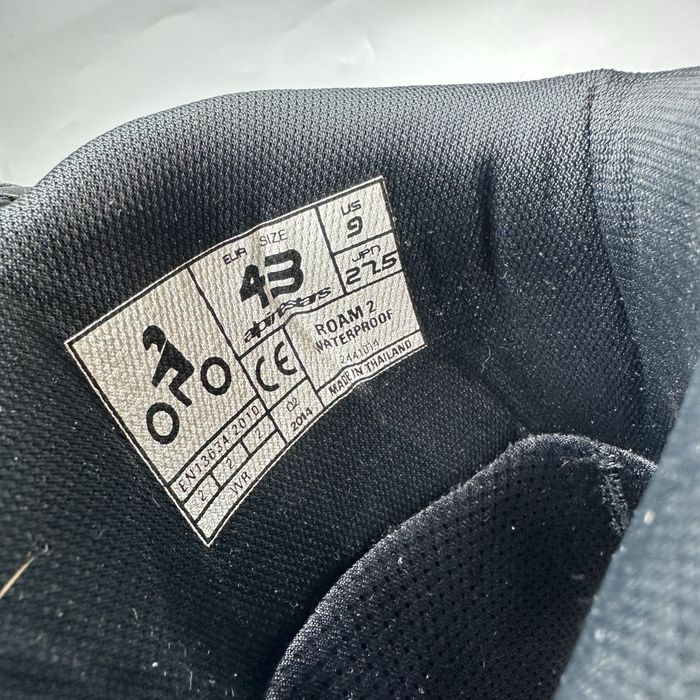 EUR SIZE
43
alpinestars
US
9
JPN
27.5
CE
ROAM 2
WATERPROOF
2441014
MADE IN THAILAND
EN13634:2010
2 2 2
WR
02
2014